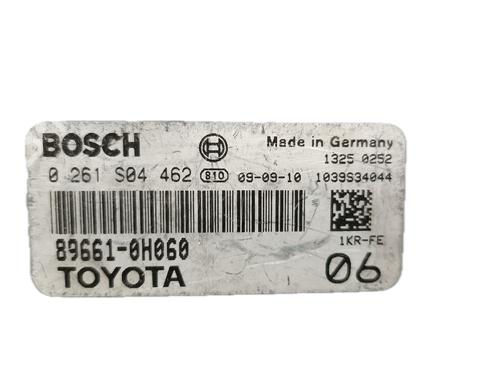 BOSCH
Made in Germany
1325 0252
0 261 S04 462 810 09-09-10 1039S34044
89661-0H060
1KR-FE
TOYOTA
06